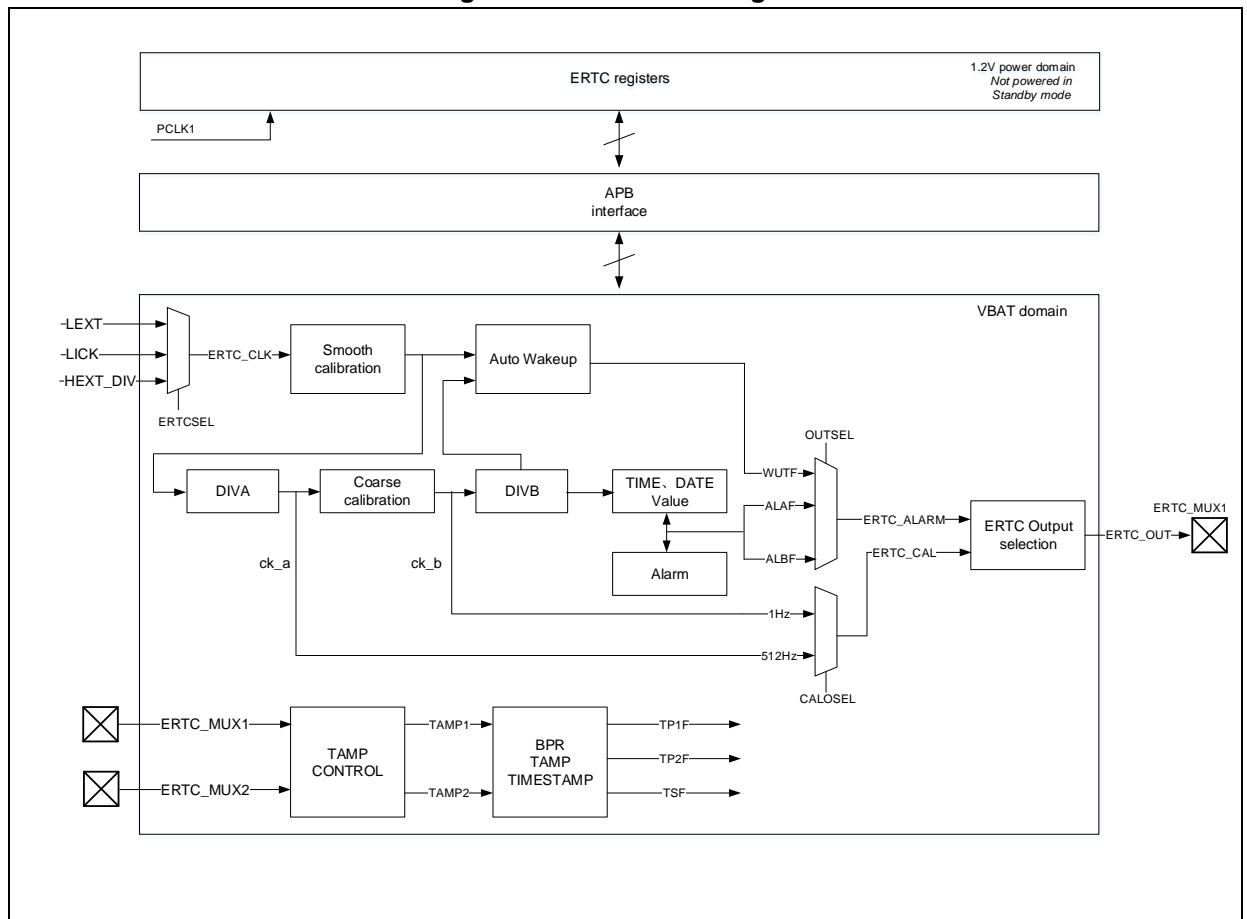 ERTC registers
1.2V power domain
Not powered in
Standby mode
PCLK1
APB
interface
VBAT domain
LEXT
LICK
HEXT_DIV
ERTCSEL
ERTC_CLK
Smooth
calibration
Auto Wakeup
DIVA
Coarse
calibration
DIVB
TIME、DATE
Value
Alarm
ck_a
ck_b
OUTSEL
WUTF
ALAF
ALBF
ERTC_ALARM
ERTC_CAL
1Hz
512Hz
CALOSEL
ERTC Output
selection
ERTC_OUT
ERTC_MUX1
ERTC_MUX1
ERTC_MUX2
TAMP
CONTROL
TAMP1
TAMP2
BPR
TAMP
TIMESTAMP
TP1F
TP2F
TSF